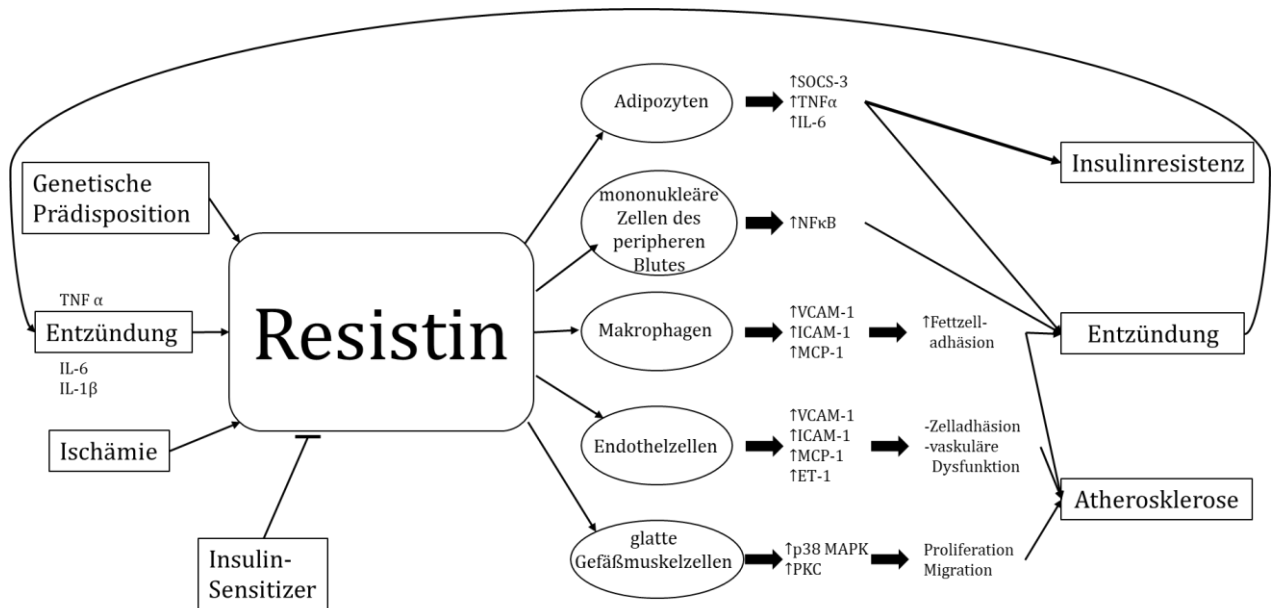 Genetische
Prädisposition
TNF α
Entzündung
IL-6
IL-1β
Ischämie
Insulin-
Sensitizer
Resistin
Adipozyten
↑SOCS-3
↑TNFα
↑IL-6
mononukleäre
Zellen des
peripheren
Blutes
↑NFκB
Makrophagen
↑VCAM-1
↑ICAM-1
↑MCP-1
↑Fettzell-
adhäsion
Endothelzellen
↑VCAM-1
↑ICAM-1
↑MCP-1
↑ET-1
-Zelladhäsion
-vaskuläre
Dysfunktion
glatte
Gefäßmuskelzellen
↑p38 MAPK
↑PKC
Proliferation
Migration
Insulinresistenz
Entzündung
Atherosklerose